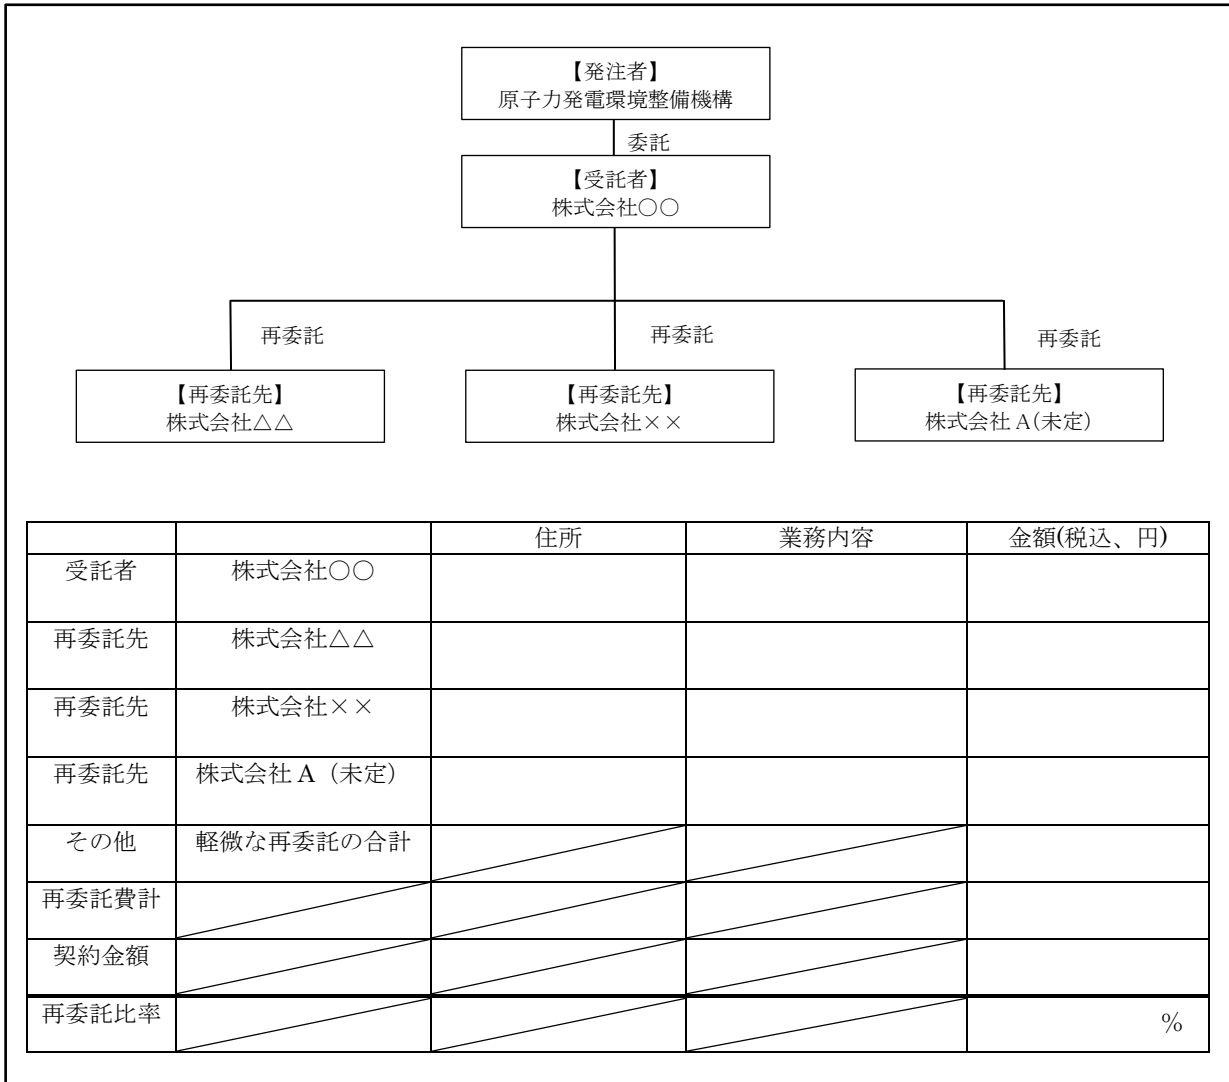 【発注者】
原子力発電環境整備機構
委託
【受託者】
株式会社○○
再委託
再委託
再委託
【再委託先】
株式会社△△
【再委託先】
株式会社××
【再委託先】
株式会社A(未定)
住所 業務内容 金額(税込、円)
受託者 株式会社○○
再委託先 株式会社△△
再委託先 株式会社××
再委託先 株式会社A（未定）
その他 軽微な再委託の合計
再委託費計
契約金額
再委託比率 %